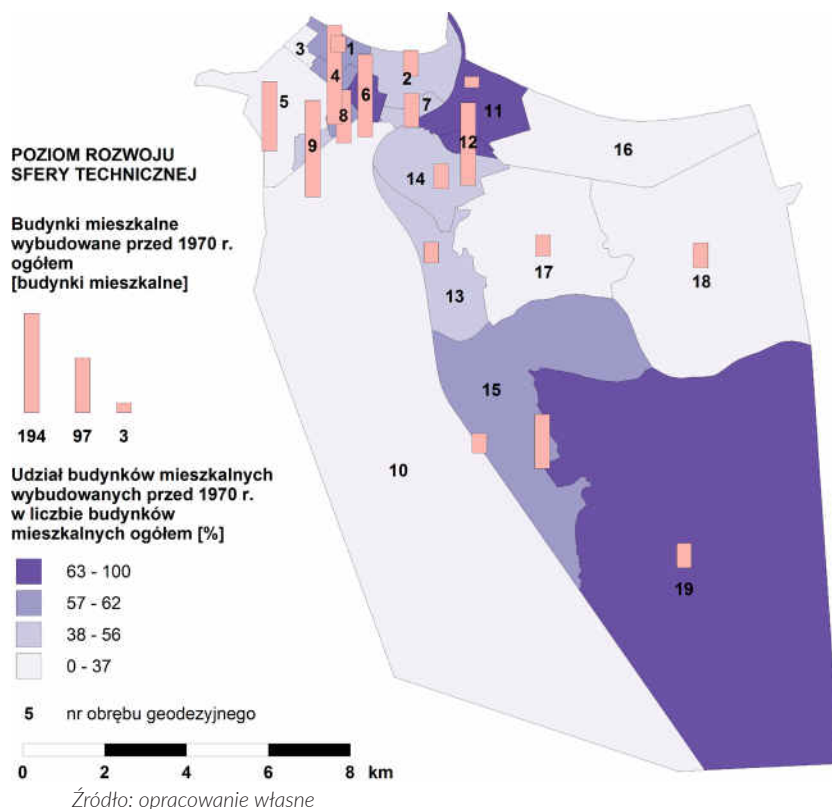 POZIOM ROZWOJU
SFERY TECHNICZNEJ
Budynki mieszkalne
wybudowane przed 1970 r.
ogółem
[budynki mieszkalne]
194 97 3
Udział budynków mieszkalnych
wybudowanych przed 1970 r.
w liczbie budynków
mieszkalnych ogółem [%]
63 - 100
57 - 62
38 - 56
0 - 37
5 nr obrębu geodezyjnego
0 2 4 6 8 km
Źródło: opracowanie własne
3
1
4
2
5
6
7
8
11
9
12
16
14
17
18
13
15
10
19